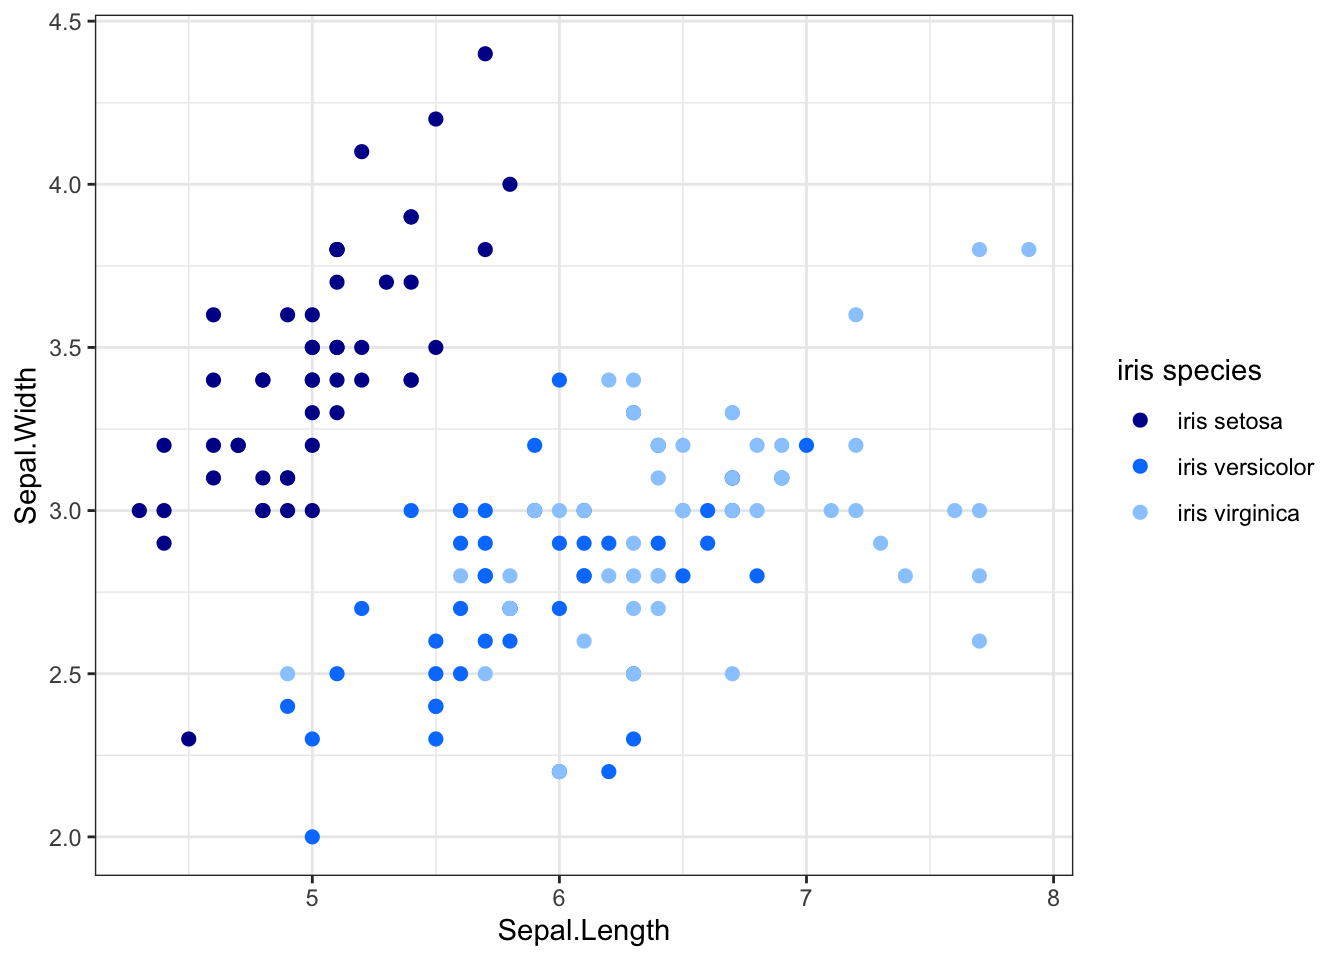 4.5
4.0
3.5
3.0
2.5
2.0
Sepal.Width
5 6 7 8
Sepal.Length
iris species
iris setosa
iris versicolor
iris virginica